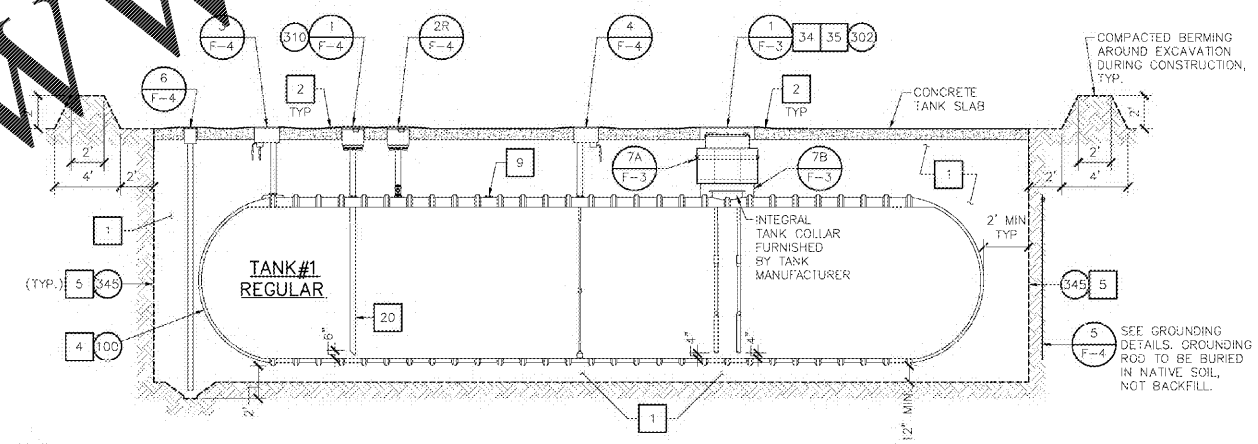 W
W
3
F-4
310
1
F-4
2R
F-4
4
F-4
1
F-3
34
35
302
COMPACTED BERMING
AROUND EXCAVATION
DURING CONSTRUCTION,
TYP.
6
F-4
2
TYP
2
TYP
CONCRETE
TANK SLAB
2'
2'
2'
4'
2'
9
7A
F-3
7B
F-3
1
2'
2'
4'
1
INTEGRAL
TANK COLLAR
FURNISHED
BY TANK
MANUFACTURER
2' MIN
TYP
(TYP.)
5
345
TANK#1
REGULAR
345
5
4
100
20
6"
4"
4"
5
F-4
SEE GROUNDING
DETAILS. GROUNDING
ROD TO BE BURIED
IN NATIVE SOIL,
NOT BACKFILL.
2'
1
12" MIN.